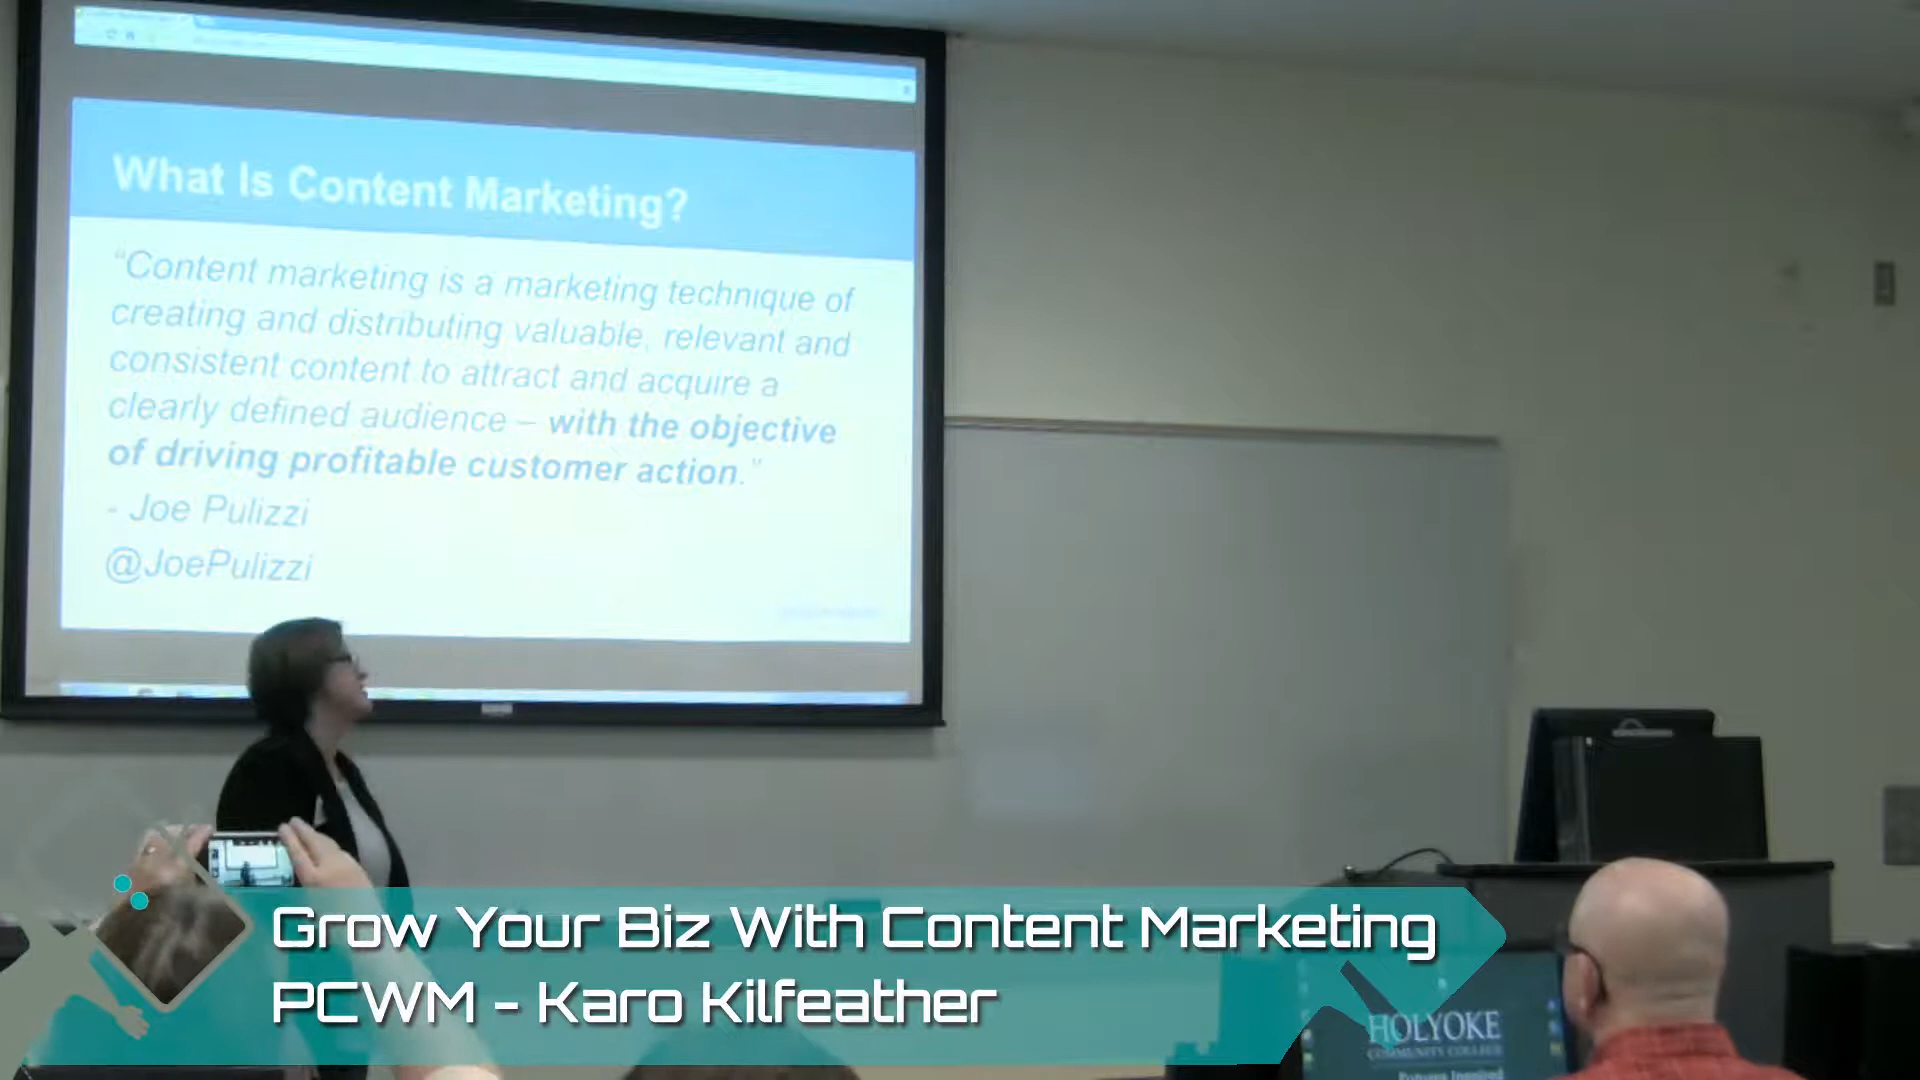 What Is Content Marketing?
“Content marketing is a marketing technique of
creating and distributing valuable, relevant and
consistent content to attract and acquire a
clearly defined audience – with the objective
of driving profitable customer action.”
- Joe Pulizzi
@JoePulizzi
Grow Your Biz With Content Marketing
PCWM - Karo Kilfeather
HOLYOKE
COMMUNITY COLLEGE